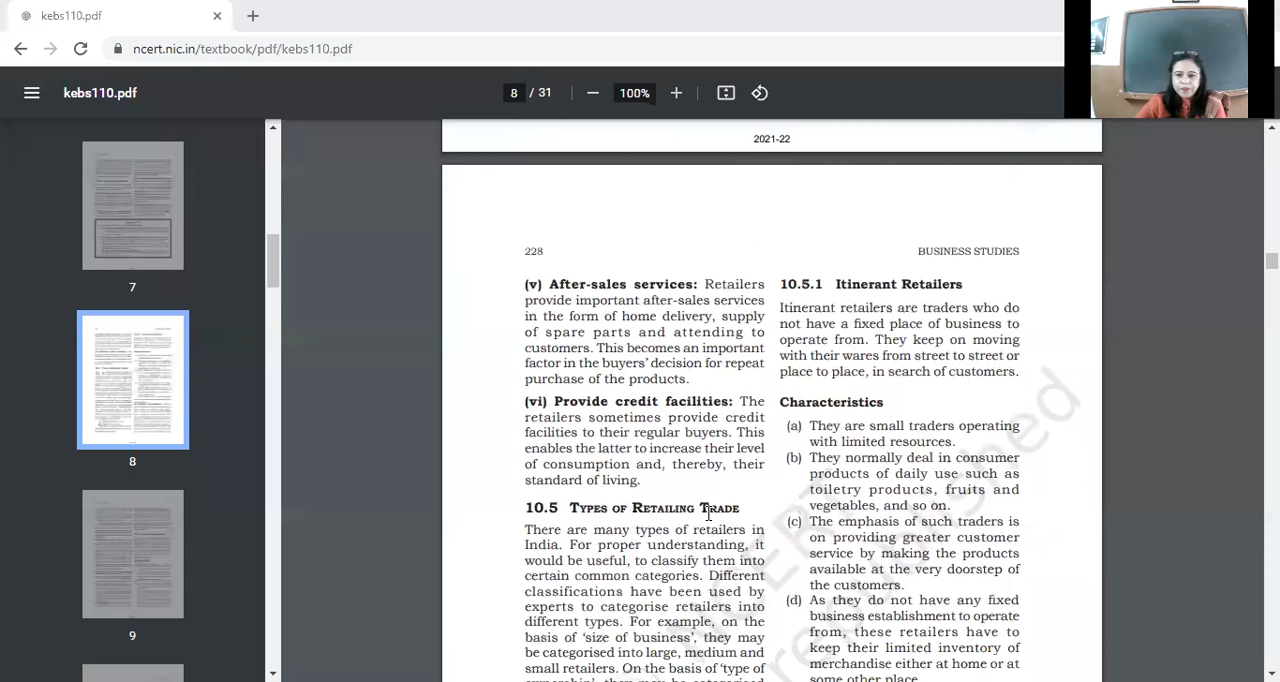 kebs110.pdf
ncert.nic.in/textbook/pdf/kebs110.pdf
kebs110.pdf
8 / 31
100%
7
8
9
2021-22
228
BUSINESS STUDIES
(v) After-sales services: Retailers
provide important after-sales services
in the form of home delivery, supply
of spare parts and attending to
customers. This becomes an important
factor in the buyers' decision for repeat
purchase of the products.
(vi) Provide credit facilities: The
retailers sometimes provide credit
facilities to their regular buyers. This
enables the latter to increase their level
of consumption and, thereby, their
standard of living.
10.5 Types of Retailing Trade
There are many types of retailers in
India. For proper understanding, it
would be useful, to classify them into
certain common categories. Different
classifications have been used by
experts to categorise retailers into
different types. For example, on the
basis of 'size of business', they may
be categorised into large, medium and
small retailers. On the basis of 'type of
ownership', they may be categorised
10.5.1 Itinerant Retailers
Itinerant retailers are traders who do
not have a fixed place of business to
operate from. They keep on moving
with their wares from street to street or
place to place, in search of customers.
Characteristics
(a) They are small traders operating
with limited resources.
(b) They normally deal in consumer
products of daily use such as
toiletry products, fruits and
vegetables, and so on.
(c) The emphasis of such traders is
on providing greater customer
service by making the products
available at the very doorstep of
the customers.
(d) As they do not have any fixed
business establishment to operate
from, these retailers have to
keep their limited inventory of
merchandise either at home or at
some other place.